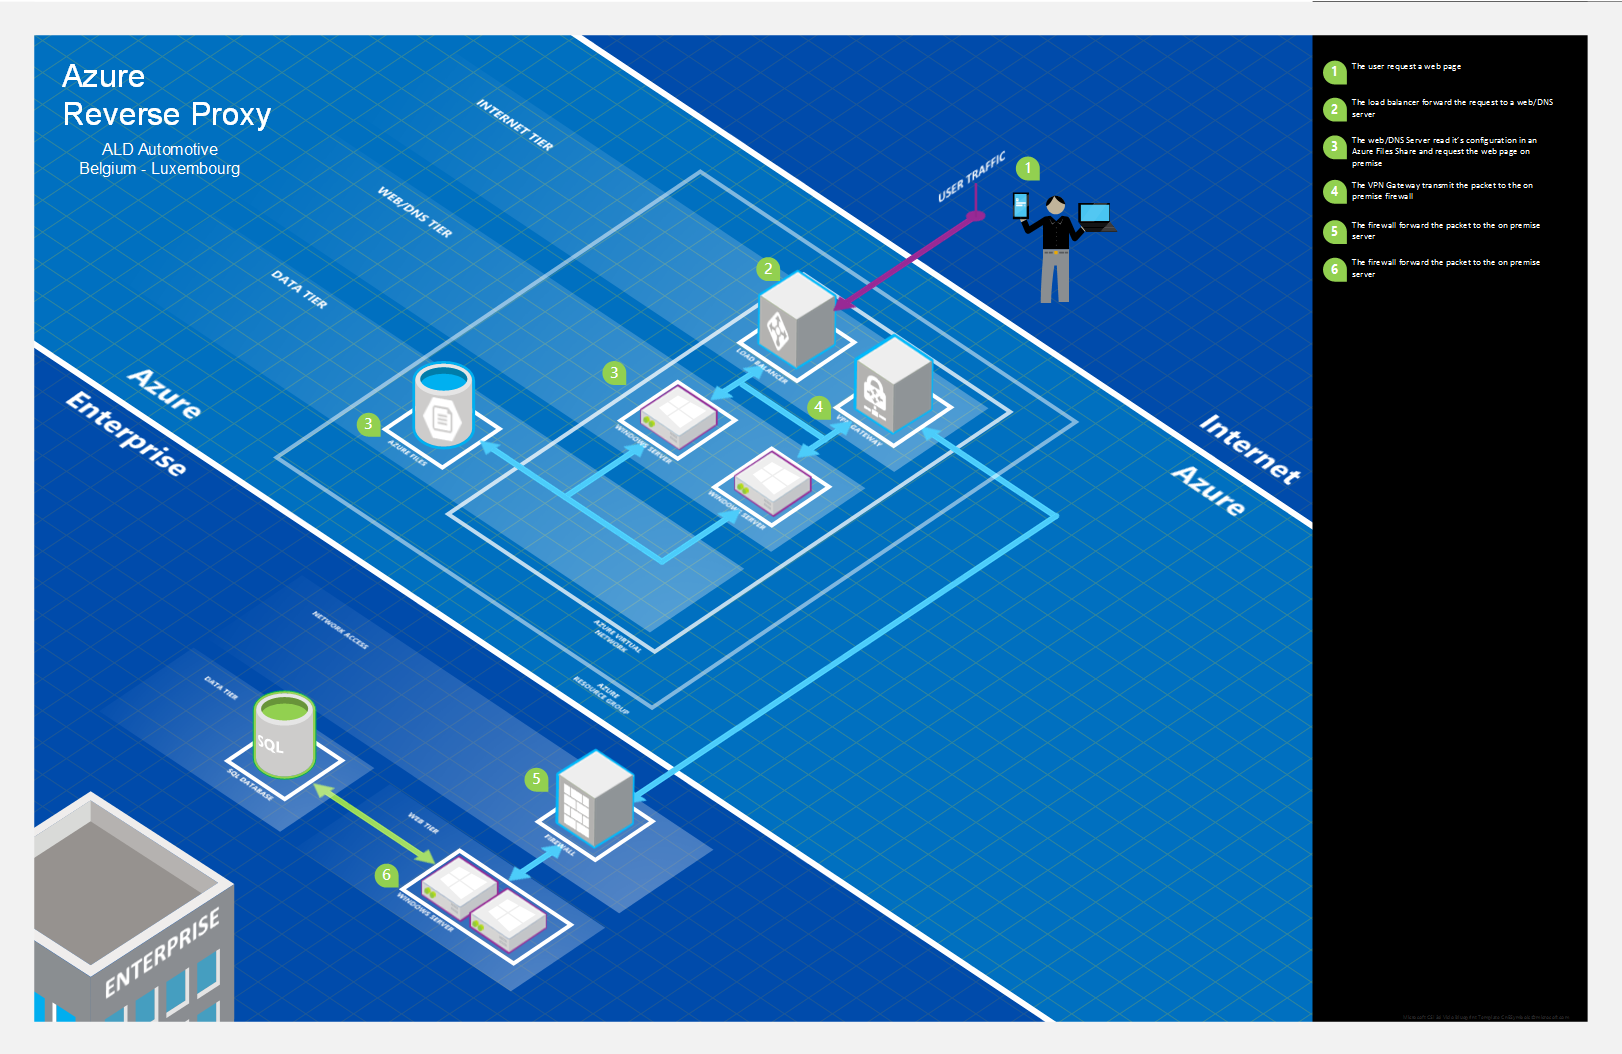 Azure
Reverse Proxy
ALD Automotive
Belgium - Luxembourg
INTERNET TIER
WEB/DNS TIER
DATA TIER
USER TRAFFIC
1
2
LOAD BALANCER
3
WINDOWS SERVER
4
VPN GATEWAY
3
AZURE FILES
WINDOWS SERVER
Azure
Enterprise
Internet
Azure
AZURE VIRTUAL
NETWORK
AZURE
RESOURCE GROUP
NETWORK ACCESS
DATA TIER
SQL
SQL DATABASE
5
FIREWALL
WEB TIER
6
WINDOWS SERVER
ENTERPRISE
1
The user request a web page
2
The load balancer forward the request to a web/DNS
server
3
The web/DNS Server read it's configuration in an
Azure Files Share and request the web page on
premise
4
The VPN Gateway transmit the packet to the on
premise firewall
5
The firewall forward the packet to the on premise
server
6
The firewall forward the packet to the on premise
server